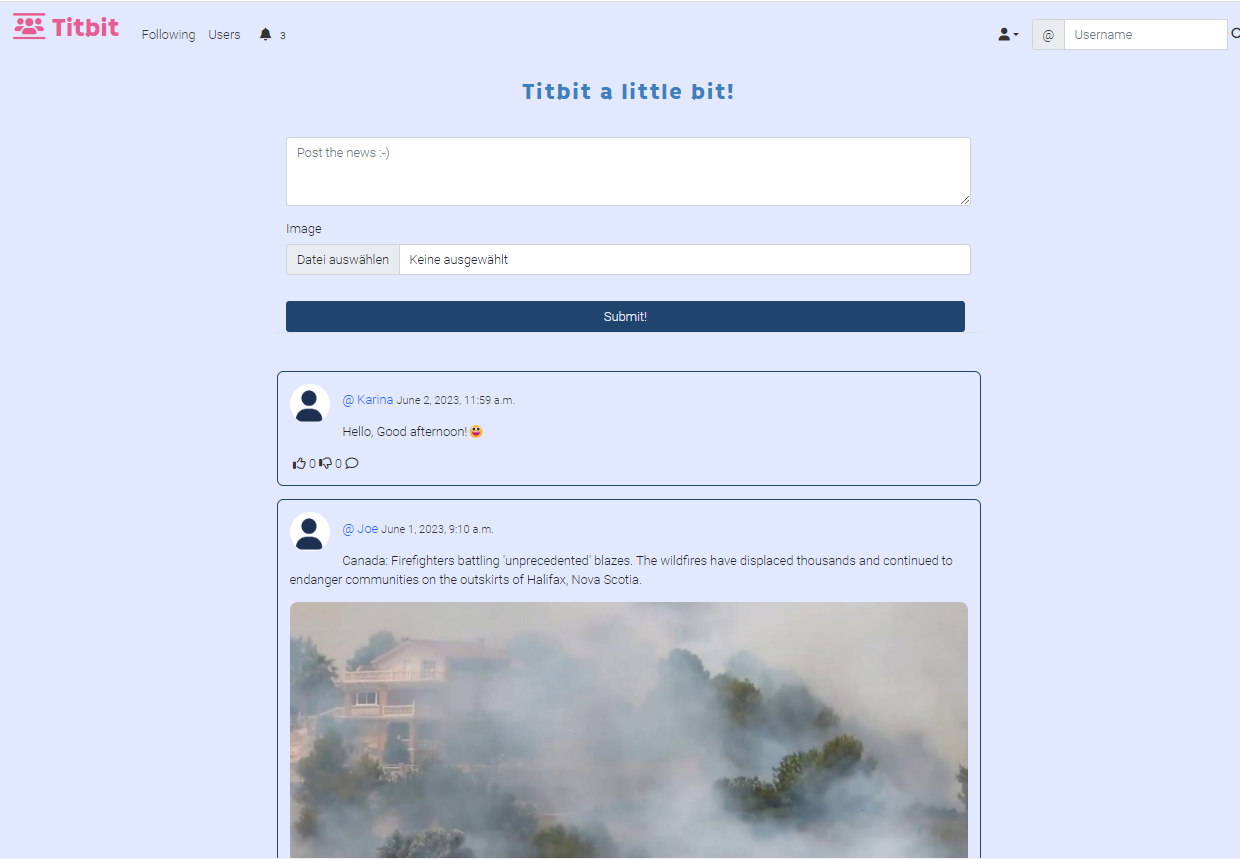 Titbit
Following Users 3
@ Username
Titbit a little bit!
Post the news :-)
Image
Datei auswählen Keine ausgewählt
Submit!
@ Karina June 2, 2023, 11:59 a.m.
Hello, Good afternoon! 😀
0 0
@ Joe June 1, 2023, 9:10 a.m.
Canada: Firefighters battling 'unprecedented' blazes. The wildfires have displaced thousands and continued to
endanger communities on the outskirts of Halifax, Nova Scotia.